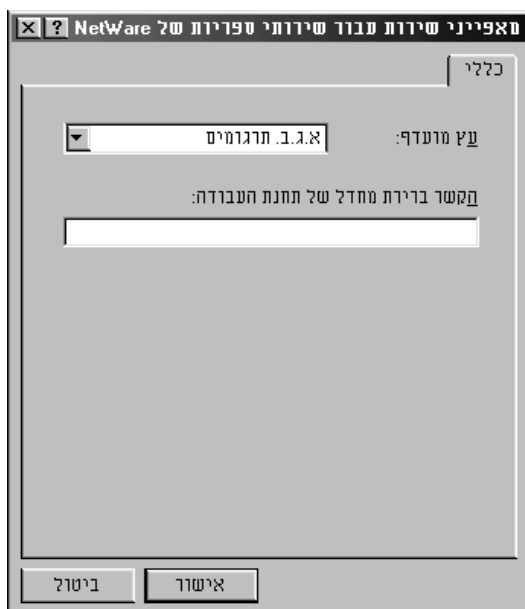 מאפייני שירות עבור שירותי ספריות של NetWare
כללי
עץ מועדף:
א.ג.ב. תרגומים
הקשר ברירת מחדל של תחנת העבודה:
אישור
ביטול